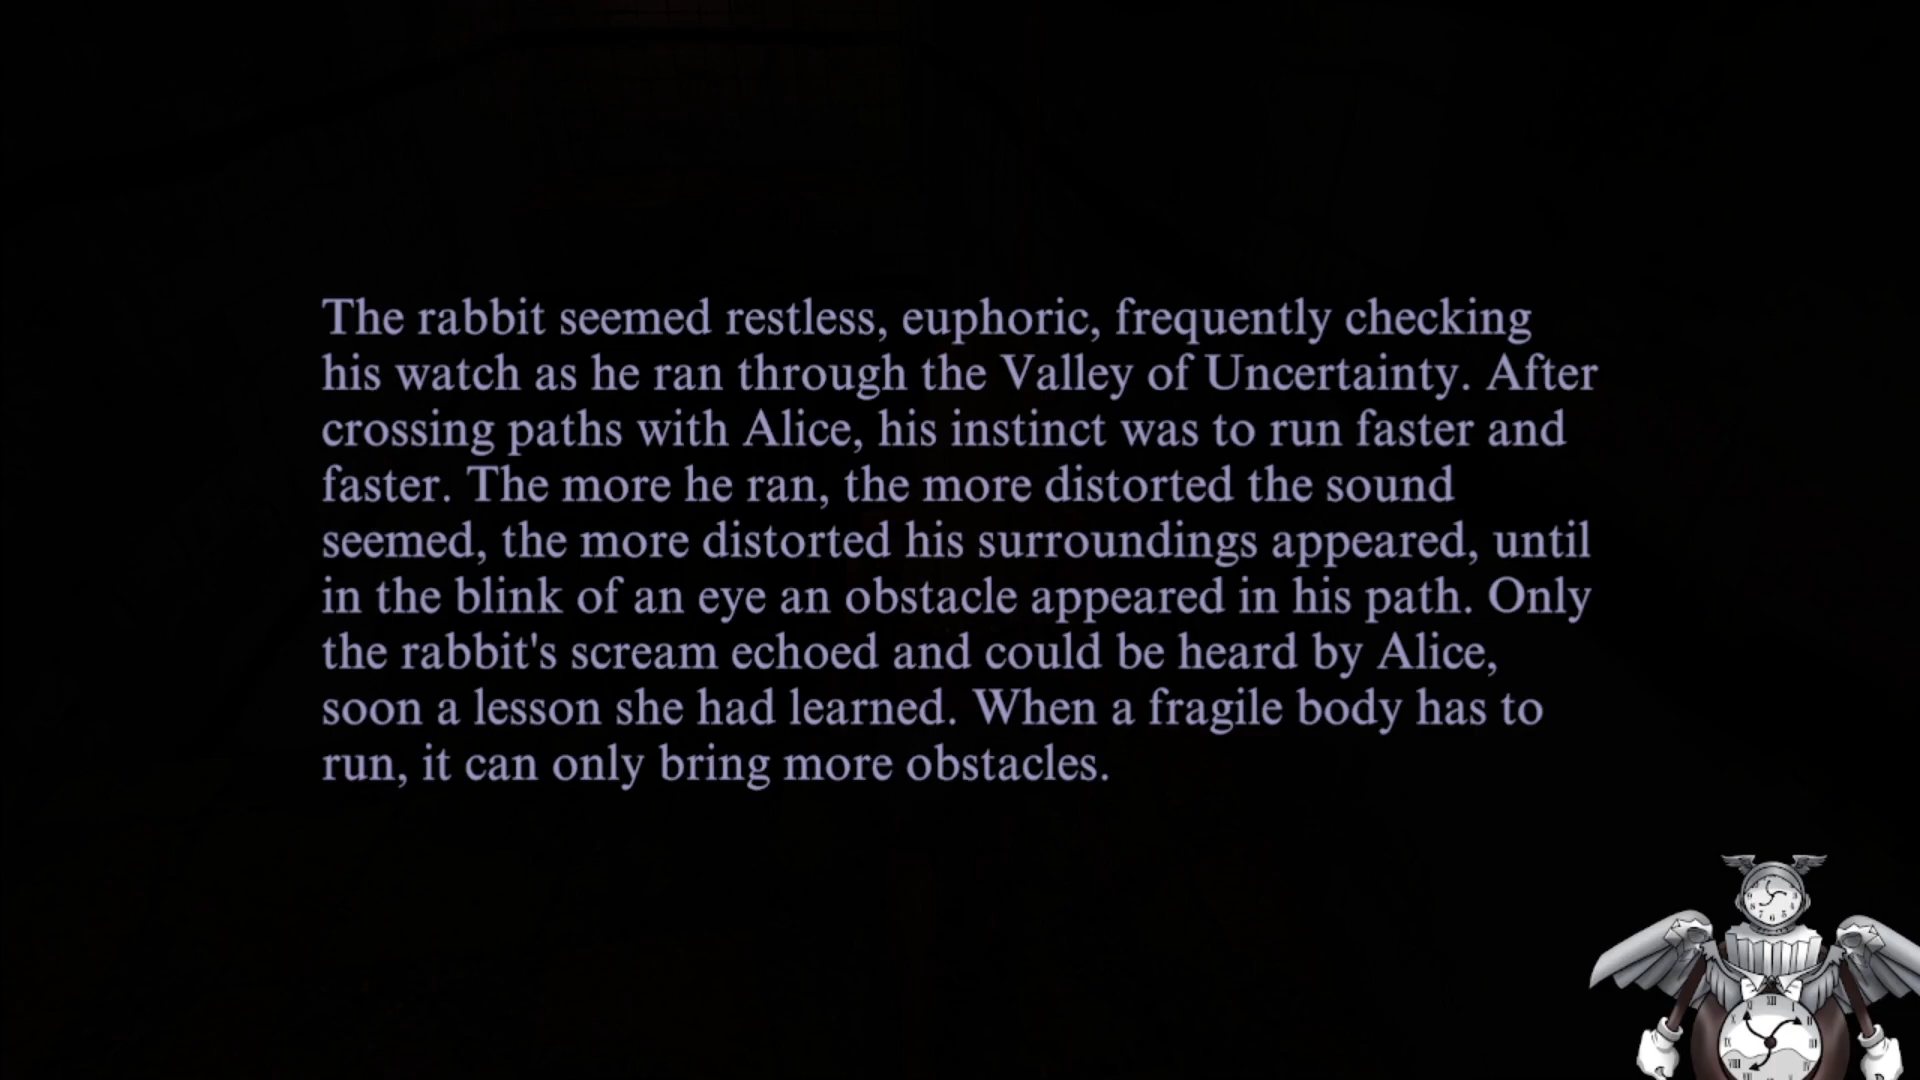 The rabbit seemed restless, euphoric, frequently checking
his watch as he ran through the Valley of Uncertainty. After
crossing paths with Alice, his instinct was to run faster and
faster. The more he ran, the more distorted the sound
seemed, the more distorted his surroundings appeared, until
in the blink of an eye an obstacle appeared in his path. Only
the rabbit's scream echoed and could be heard by Alice,
soon a lesson she had learned. When a fragile body has to
run, it can only bring more obstacles.